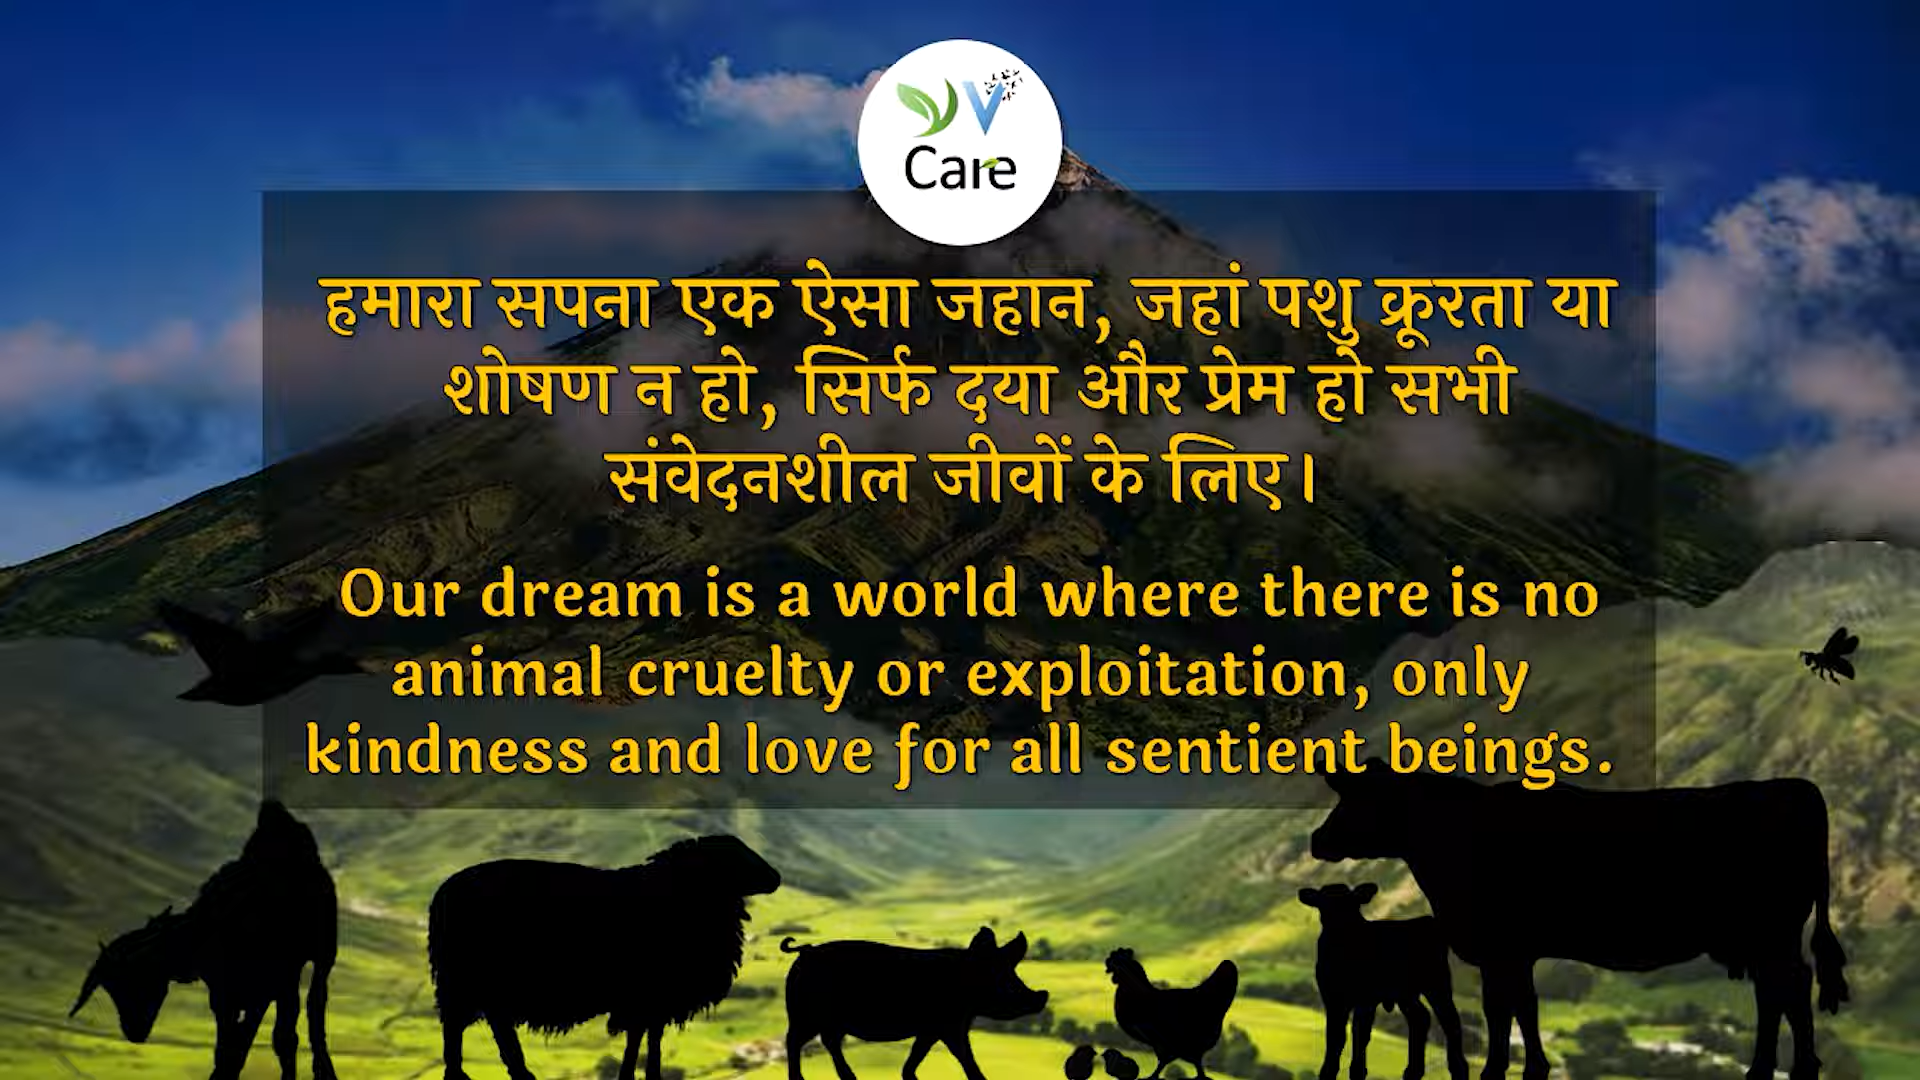 VV
Care
हमारा सपना एक ऐसा जहान, जहां पशु क्रूरता या
शोषण न हो, सिर्फ दया और प्रेम हो सभी
संवेदनशील जीवों के लिए।
Our dream is a world where there is no
animal cruelty or exploitation, only
kindness and love for all sentient beings.